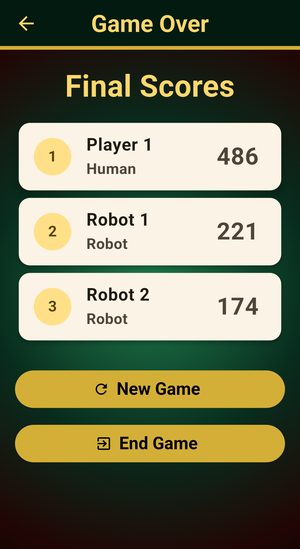 Game Over
Final Scores
1
Player 1
Human
486
2
Robot 1
Robot
221
3
Robot 2
Robot
174
New Game
End Game